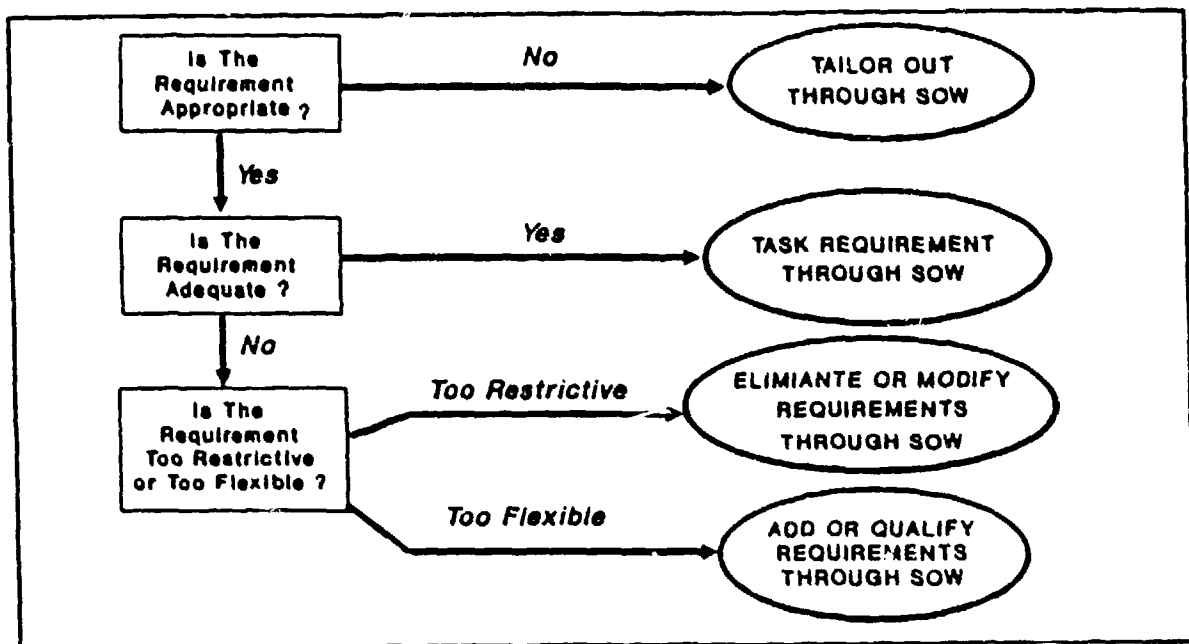 Is The
Requirement
Appropriate ?
No
TAILOR OUT
THROUGH SOW
Yes
Is The
Requirement
Adequate ?
Yes
TASK REQUIREMENT
THROUGH SOW
No
Is The
Requirement
Too Restrictive
or Too Flexible ?
Too Restrictive
ELIMIANTE OR MODIFY
REQUIREMENTS
THROUGH SOW
Too Flexible
ADD OR QUALIFY
REQUIREMENTS
THROUGH SOW